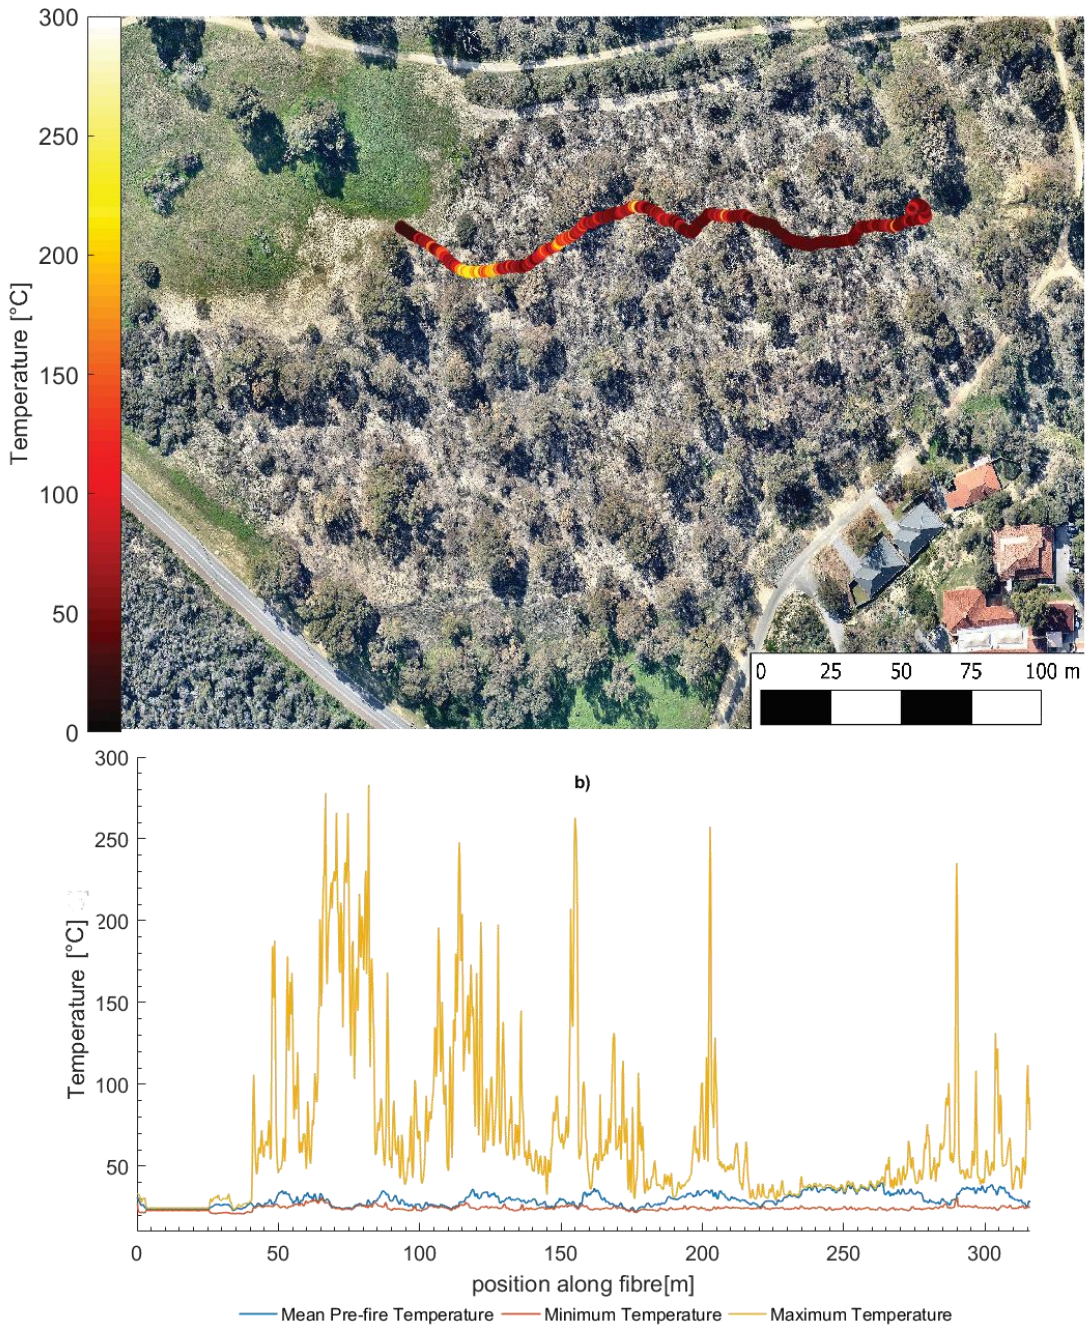 300
250
200
150
100
50
0
Temperature [°C]
0 25 50 75 100 m
b)
300
250
200
150
100
50
Temperature [°C]
0 50 100 150 200 250 300
position along fibre[m]
Mean Pre-fire Temperature Minimum Temperature Maximum Temperature